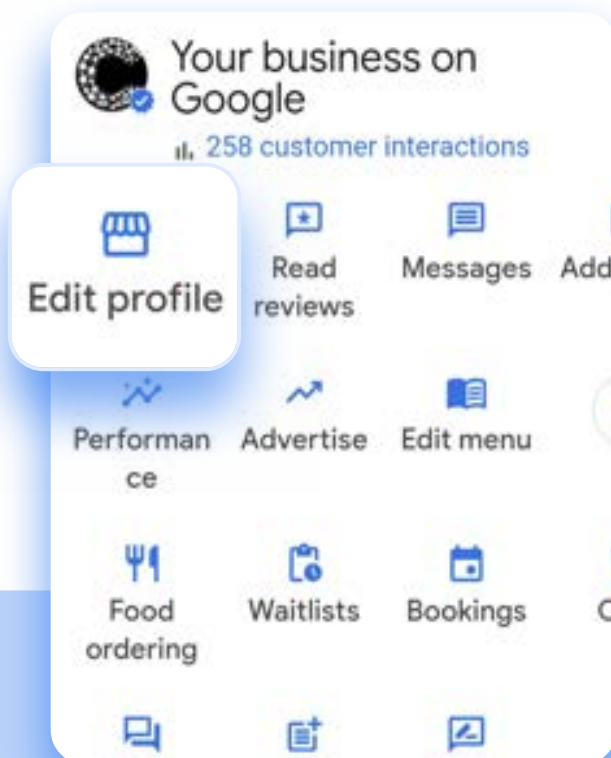 Your business on
Google
258 customer interactions
Edit profile
Read
reviews
Messages
Add
Performan
ce
Advertise
Edit menu
Food
ordering
Waitlists
Bookings